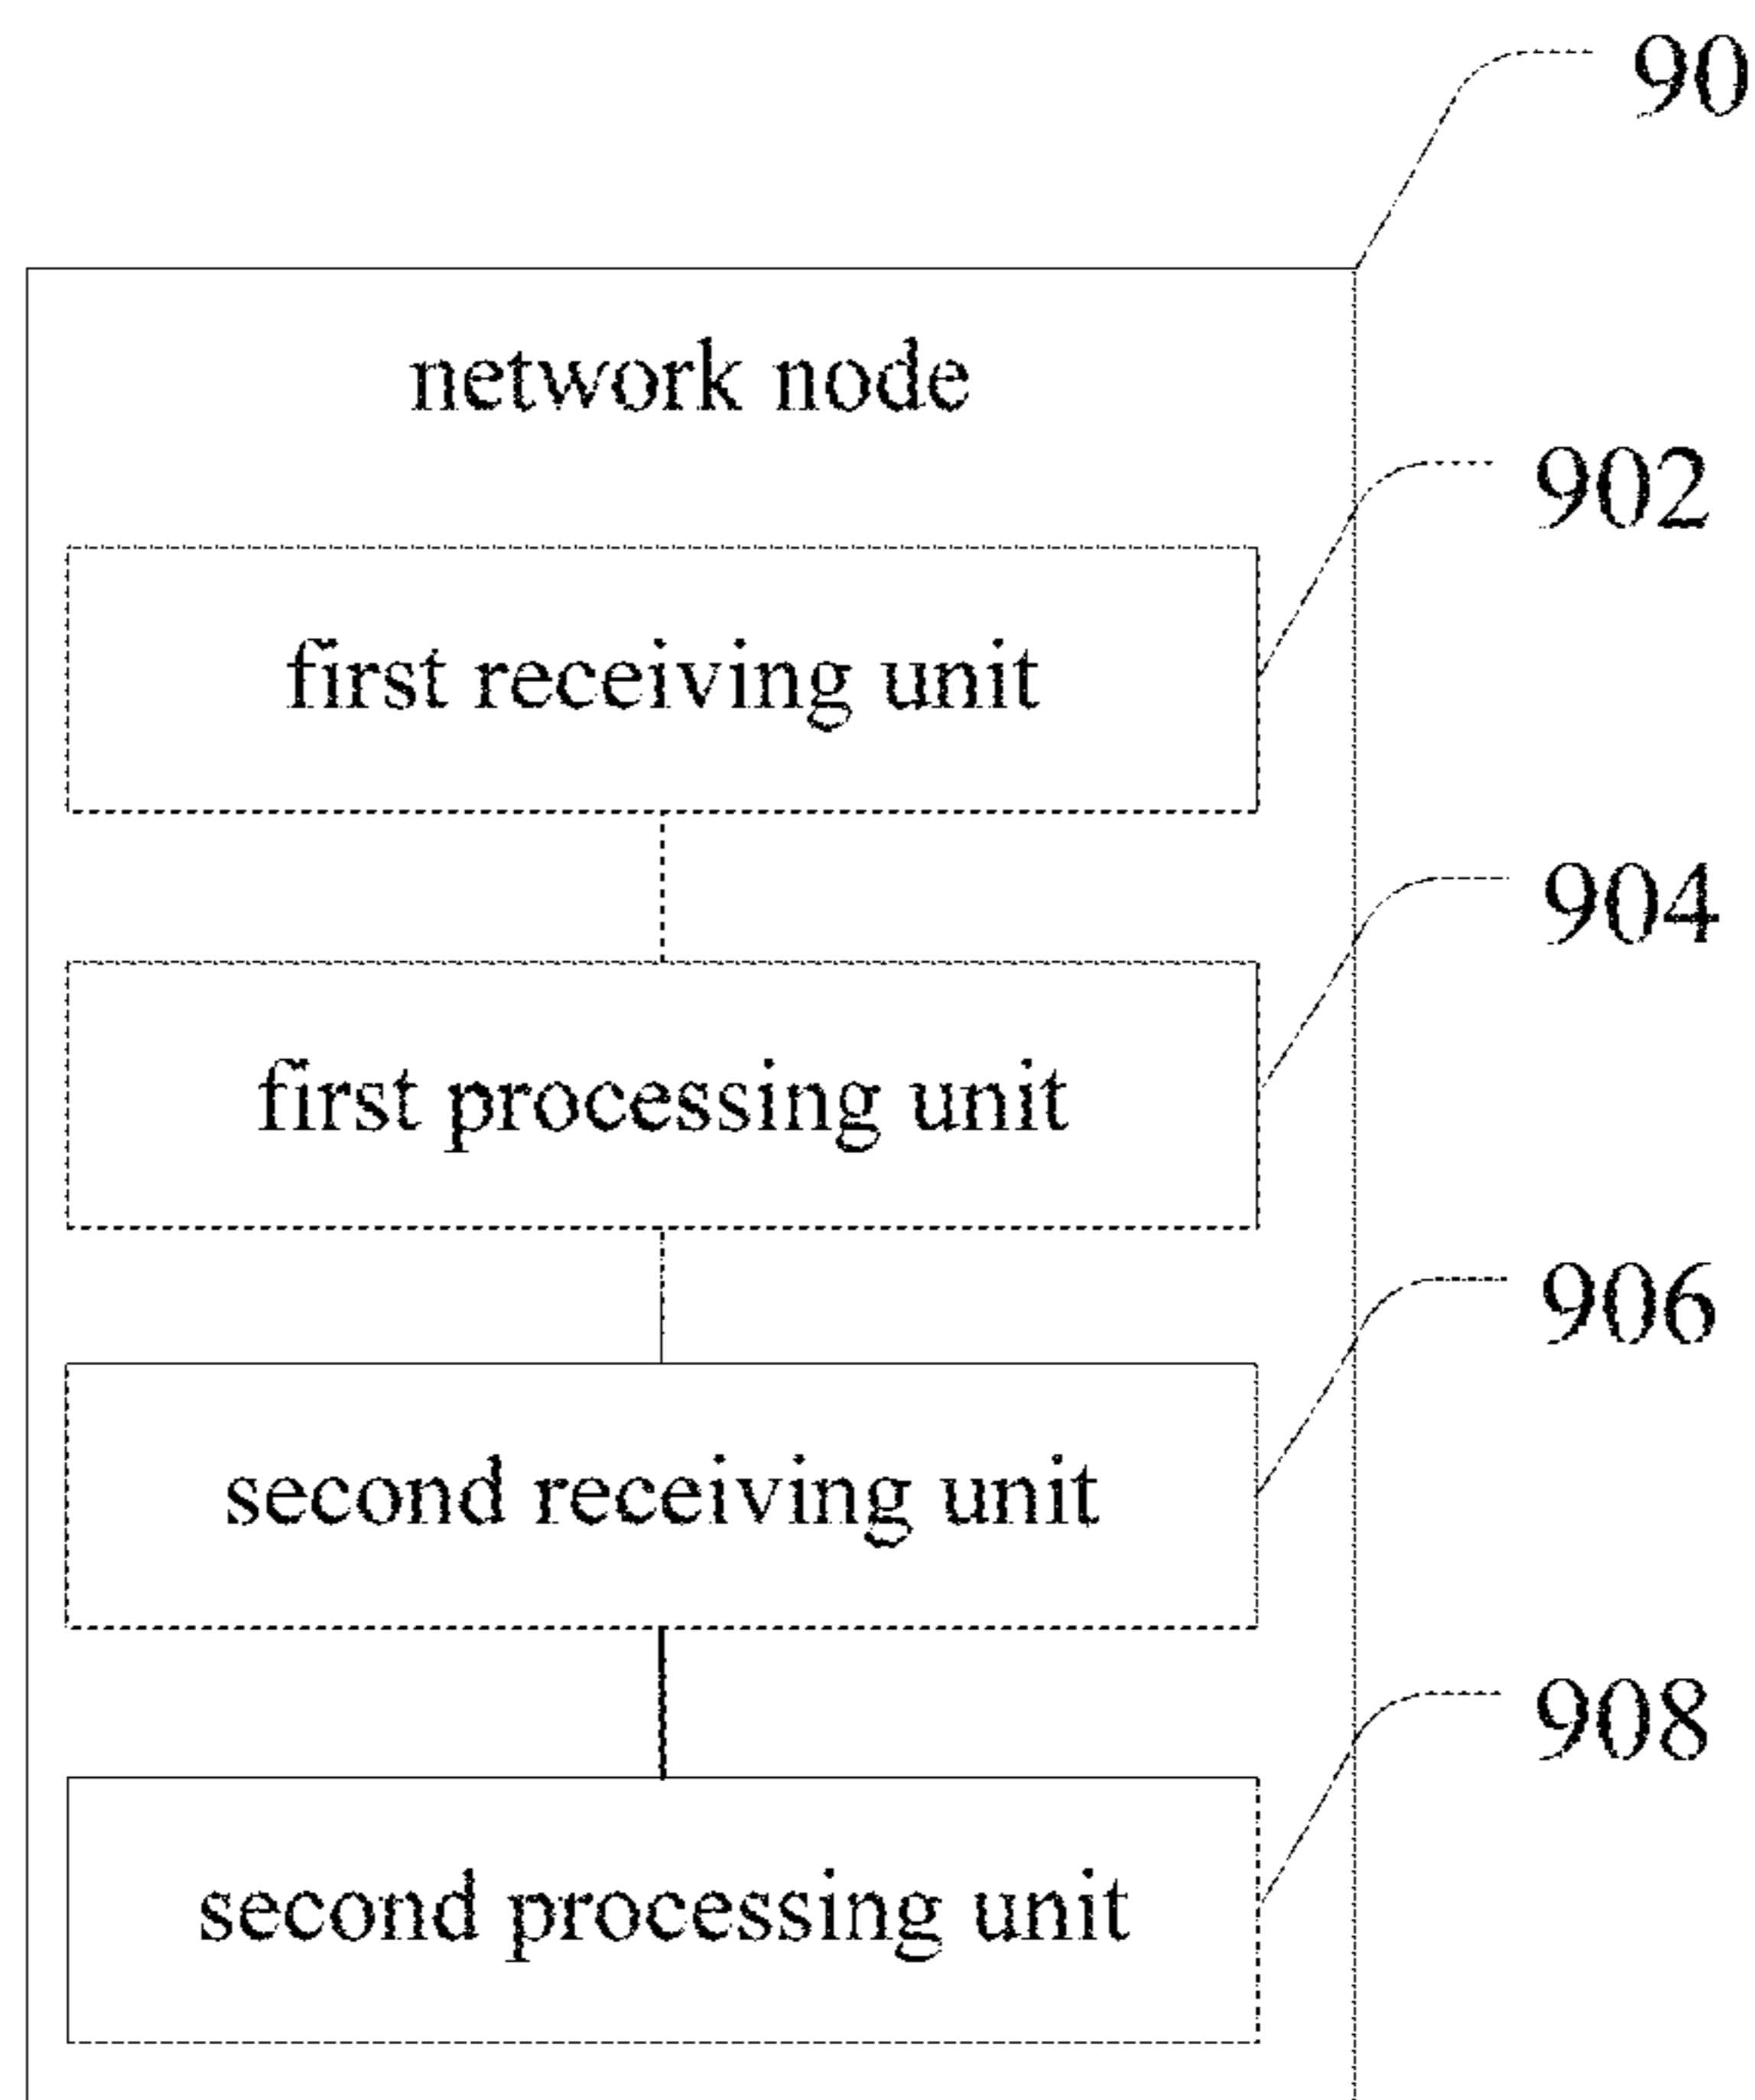 90
network node
902
first receiving unit
904
first processing unit
906
second receiving unit
908
second processing unit